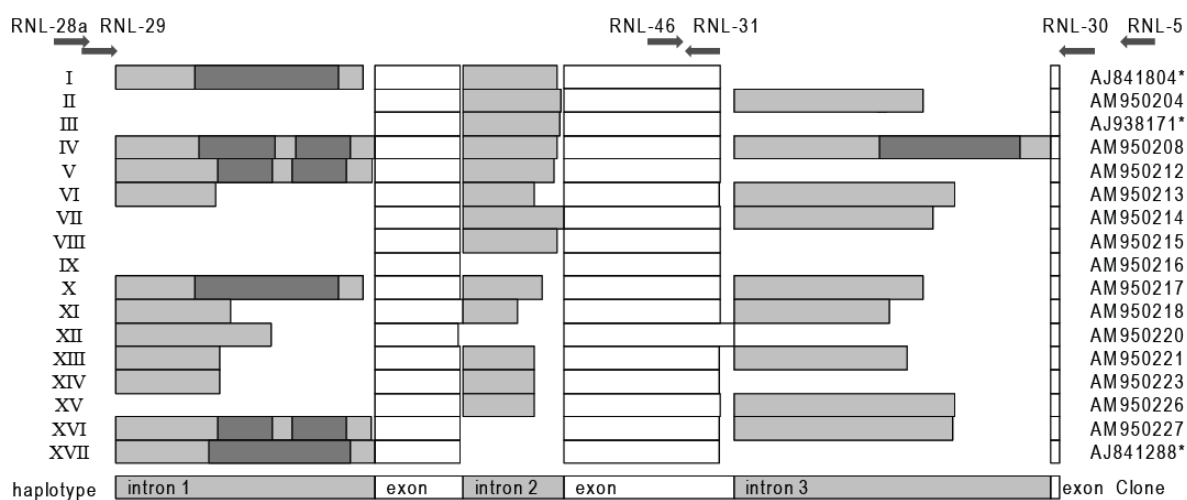 RNL-28a RNL-29 RNL-46 RNL-31 RNL-30 RNL-5
I AJ841804*
II AM950204
III AJ938171*
IV AM950208
V AM950212
VI AM950213
VII AM950214
VIII AM950215
IX AM950216
X AM950217
XI AM950218
XII AM950220
XIII AM950221
XIV AM950223
XV AM950226
XVI AM950227
XVII AJ841288*
haplotype intron 1 exon intron 2 exon intron 3 exon Clone